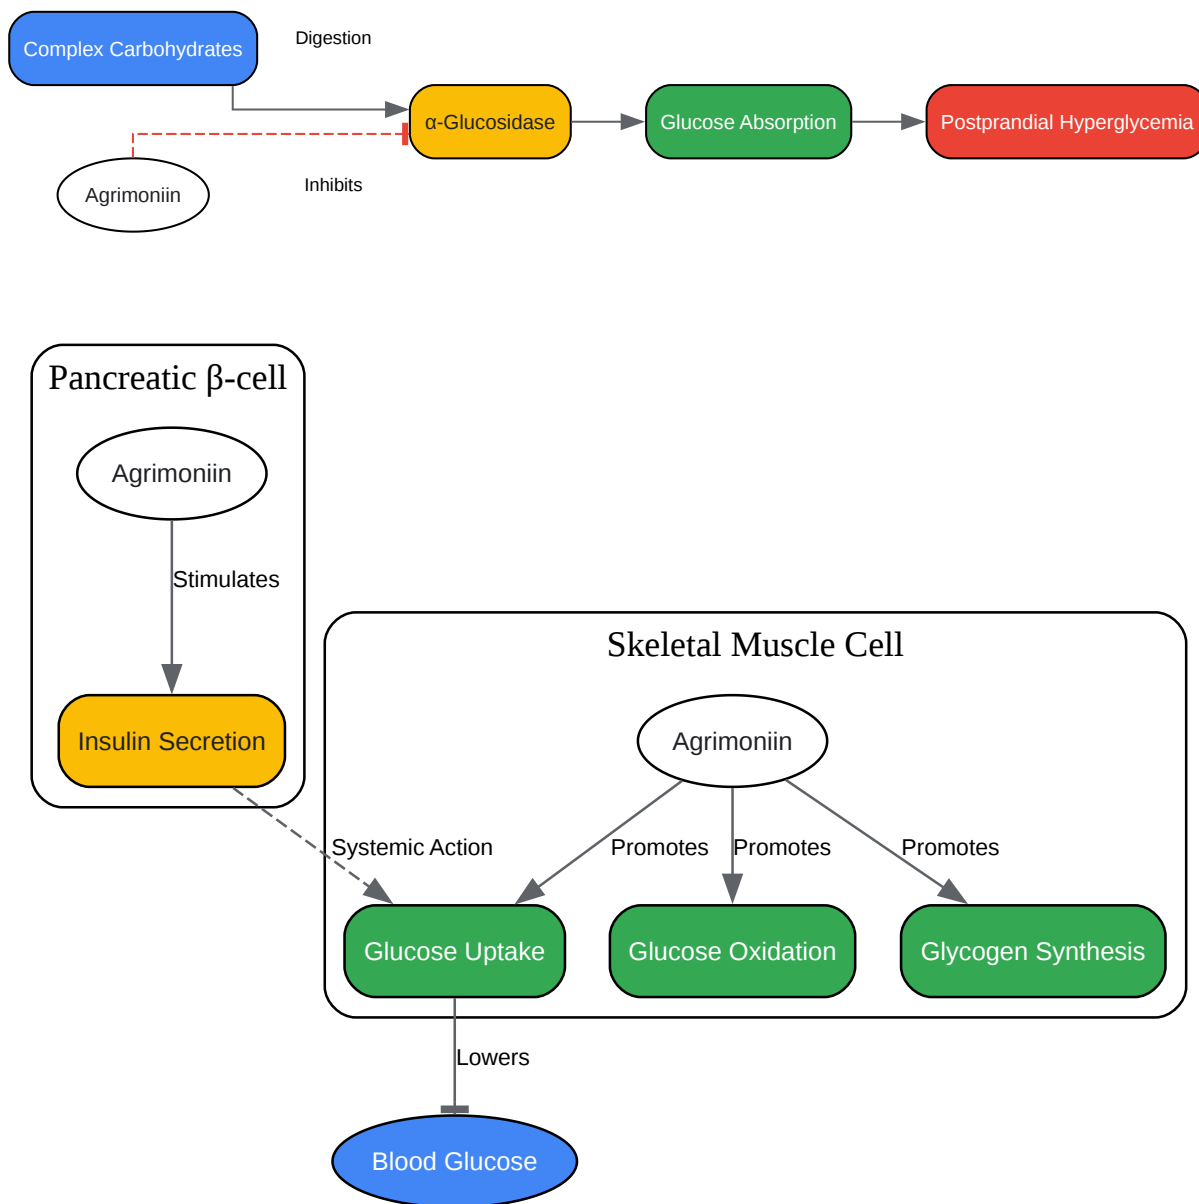 Complex Carbohydrates
Digestion
α-Glucosidase
Glucose Absorption
Postprandial Hyperglycemia
Agrimoniin
Inhibits
Pancreatic β-cell
Agrimoniin
Stimulates
Insulin Secretion
Skeletal Muscle Cell
Agrimoniin
Systemic Action
Promotes
Promotes
Promotes
Glucose Uptake
Glucose Oxidation
Glycogen Synthesis
Lowers
Blood Glucose